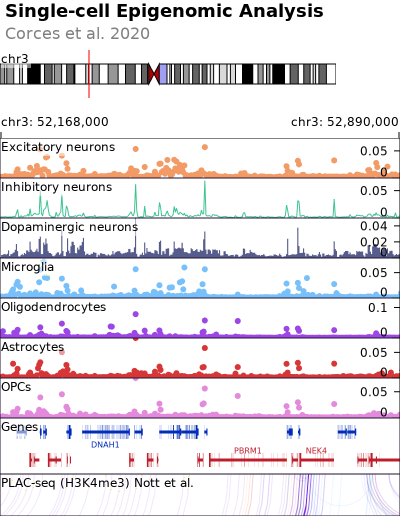 Single-cell Epigenomic Analysis
Corces et al. 2020
chr3
chr3: 52,168,000 chr3: 52,890,000
Excitatory neurons 0.05
0
Inhibitory neurons 0.05
0
Dopaminergic neurons 0.04
0.02
0
Microglia 0.05
0
Oligodendrocytes 0.1
0
Astrocytes 0.05
0
OPCs 0.05
0
Genes
DNAH1
PBRM1 NEK4
PLAC-seq (H3K4me3) Nott et al.